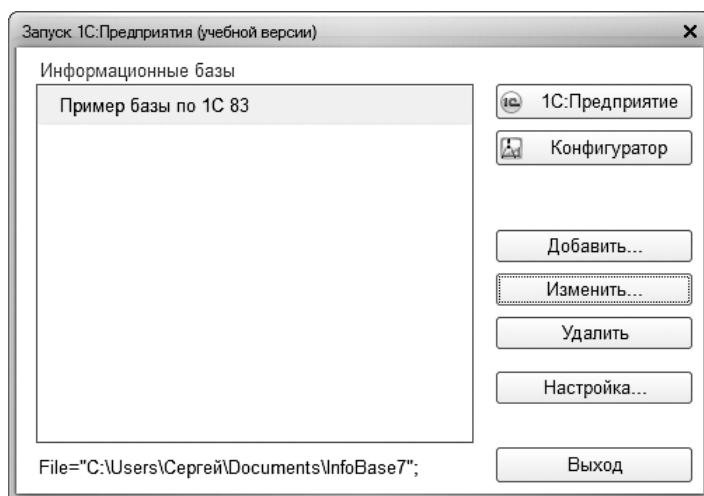 Запуск 1С:Предприятия (учебной версии)
Информационные базы
Пример базы по 1С 83
1С:Предприятие
Конфигуратор
Добавить...
Изменить...
Удалить
Настройка...
File="C:\Users\Сергей\Documents\InfoBase7";
Выход